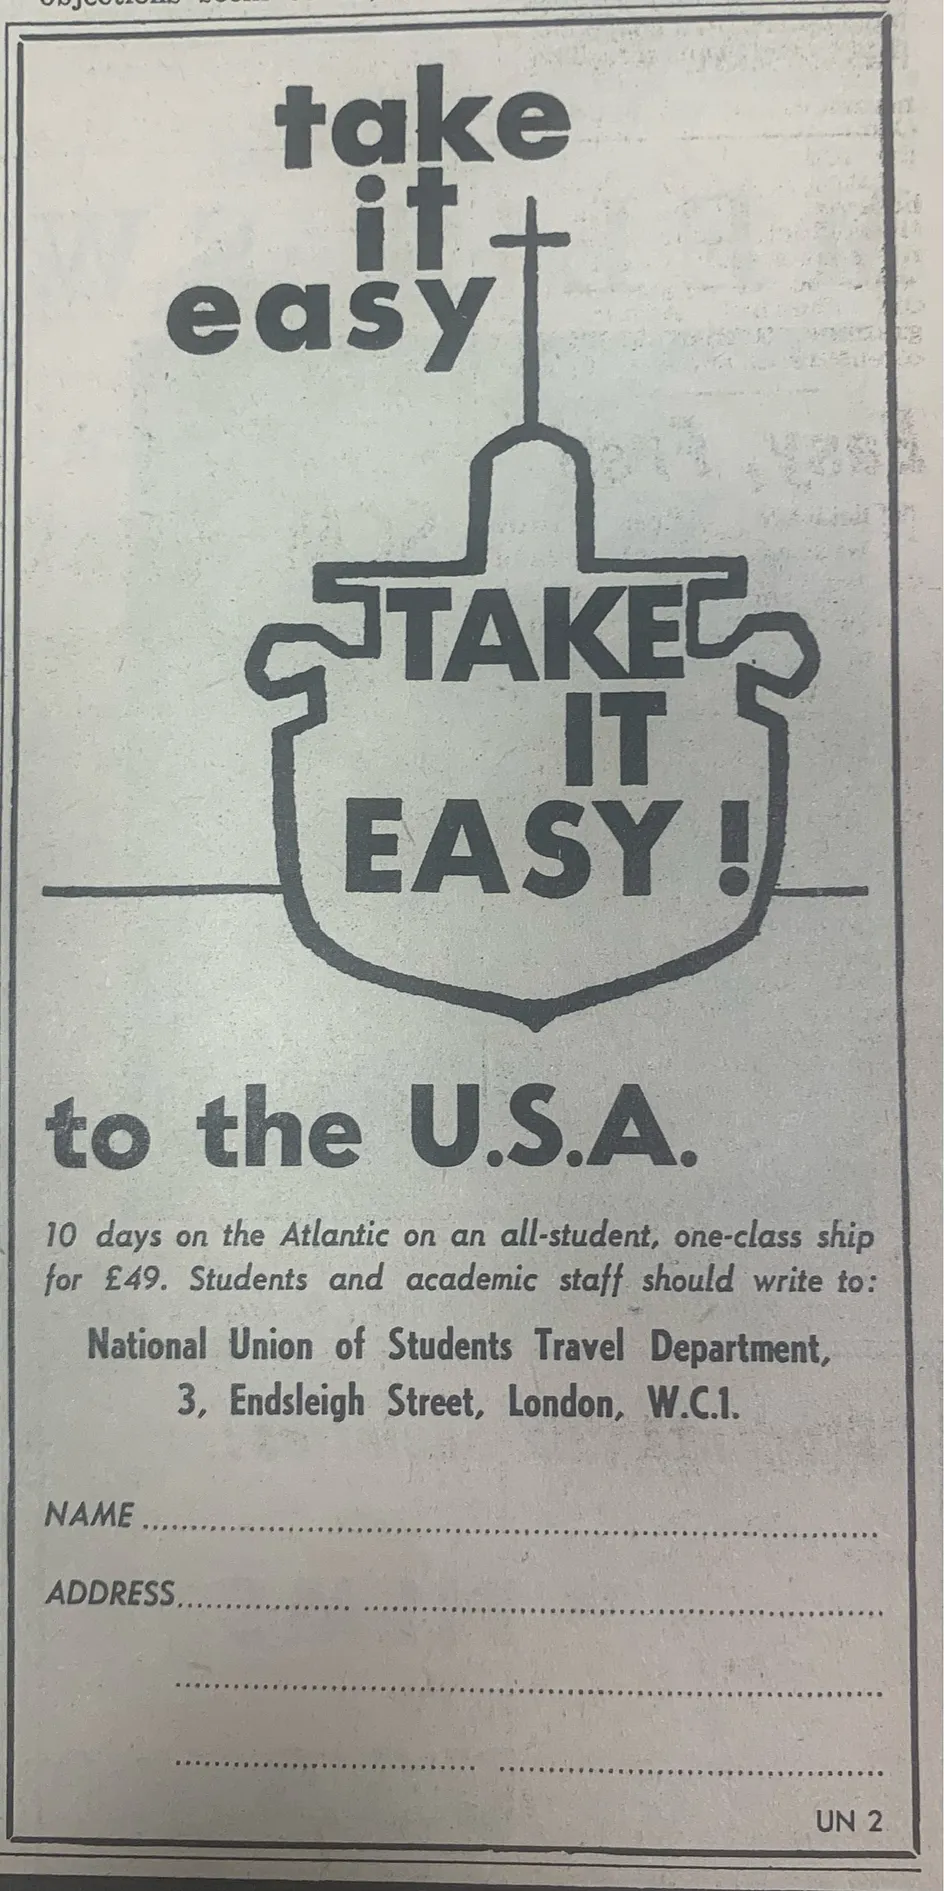 take
it
easy
TAKE
IT
EASY !
to the U.S.A.
10 days on the Atlantic on an all-student, one-class ship
for £49. Students and academic staff should write to:
National Union of Students Travel Department,
3, Endsleigh Street, London, W.C.1.
NAME
ADDRESS
UN 2